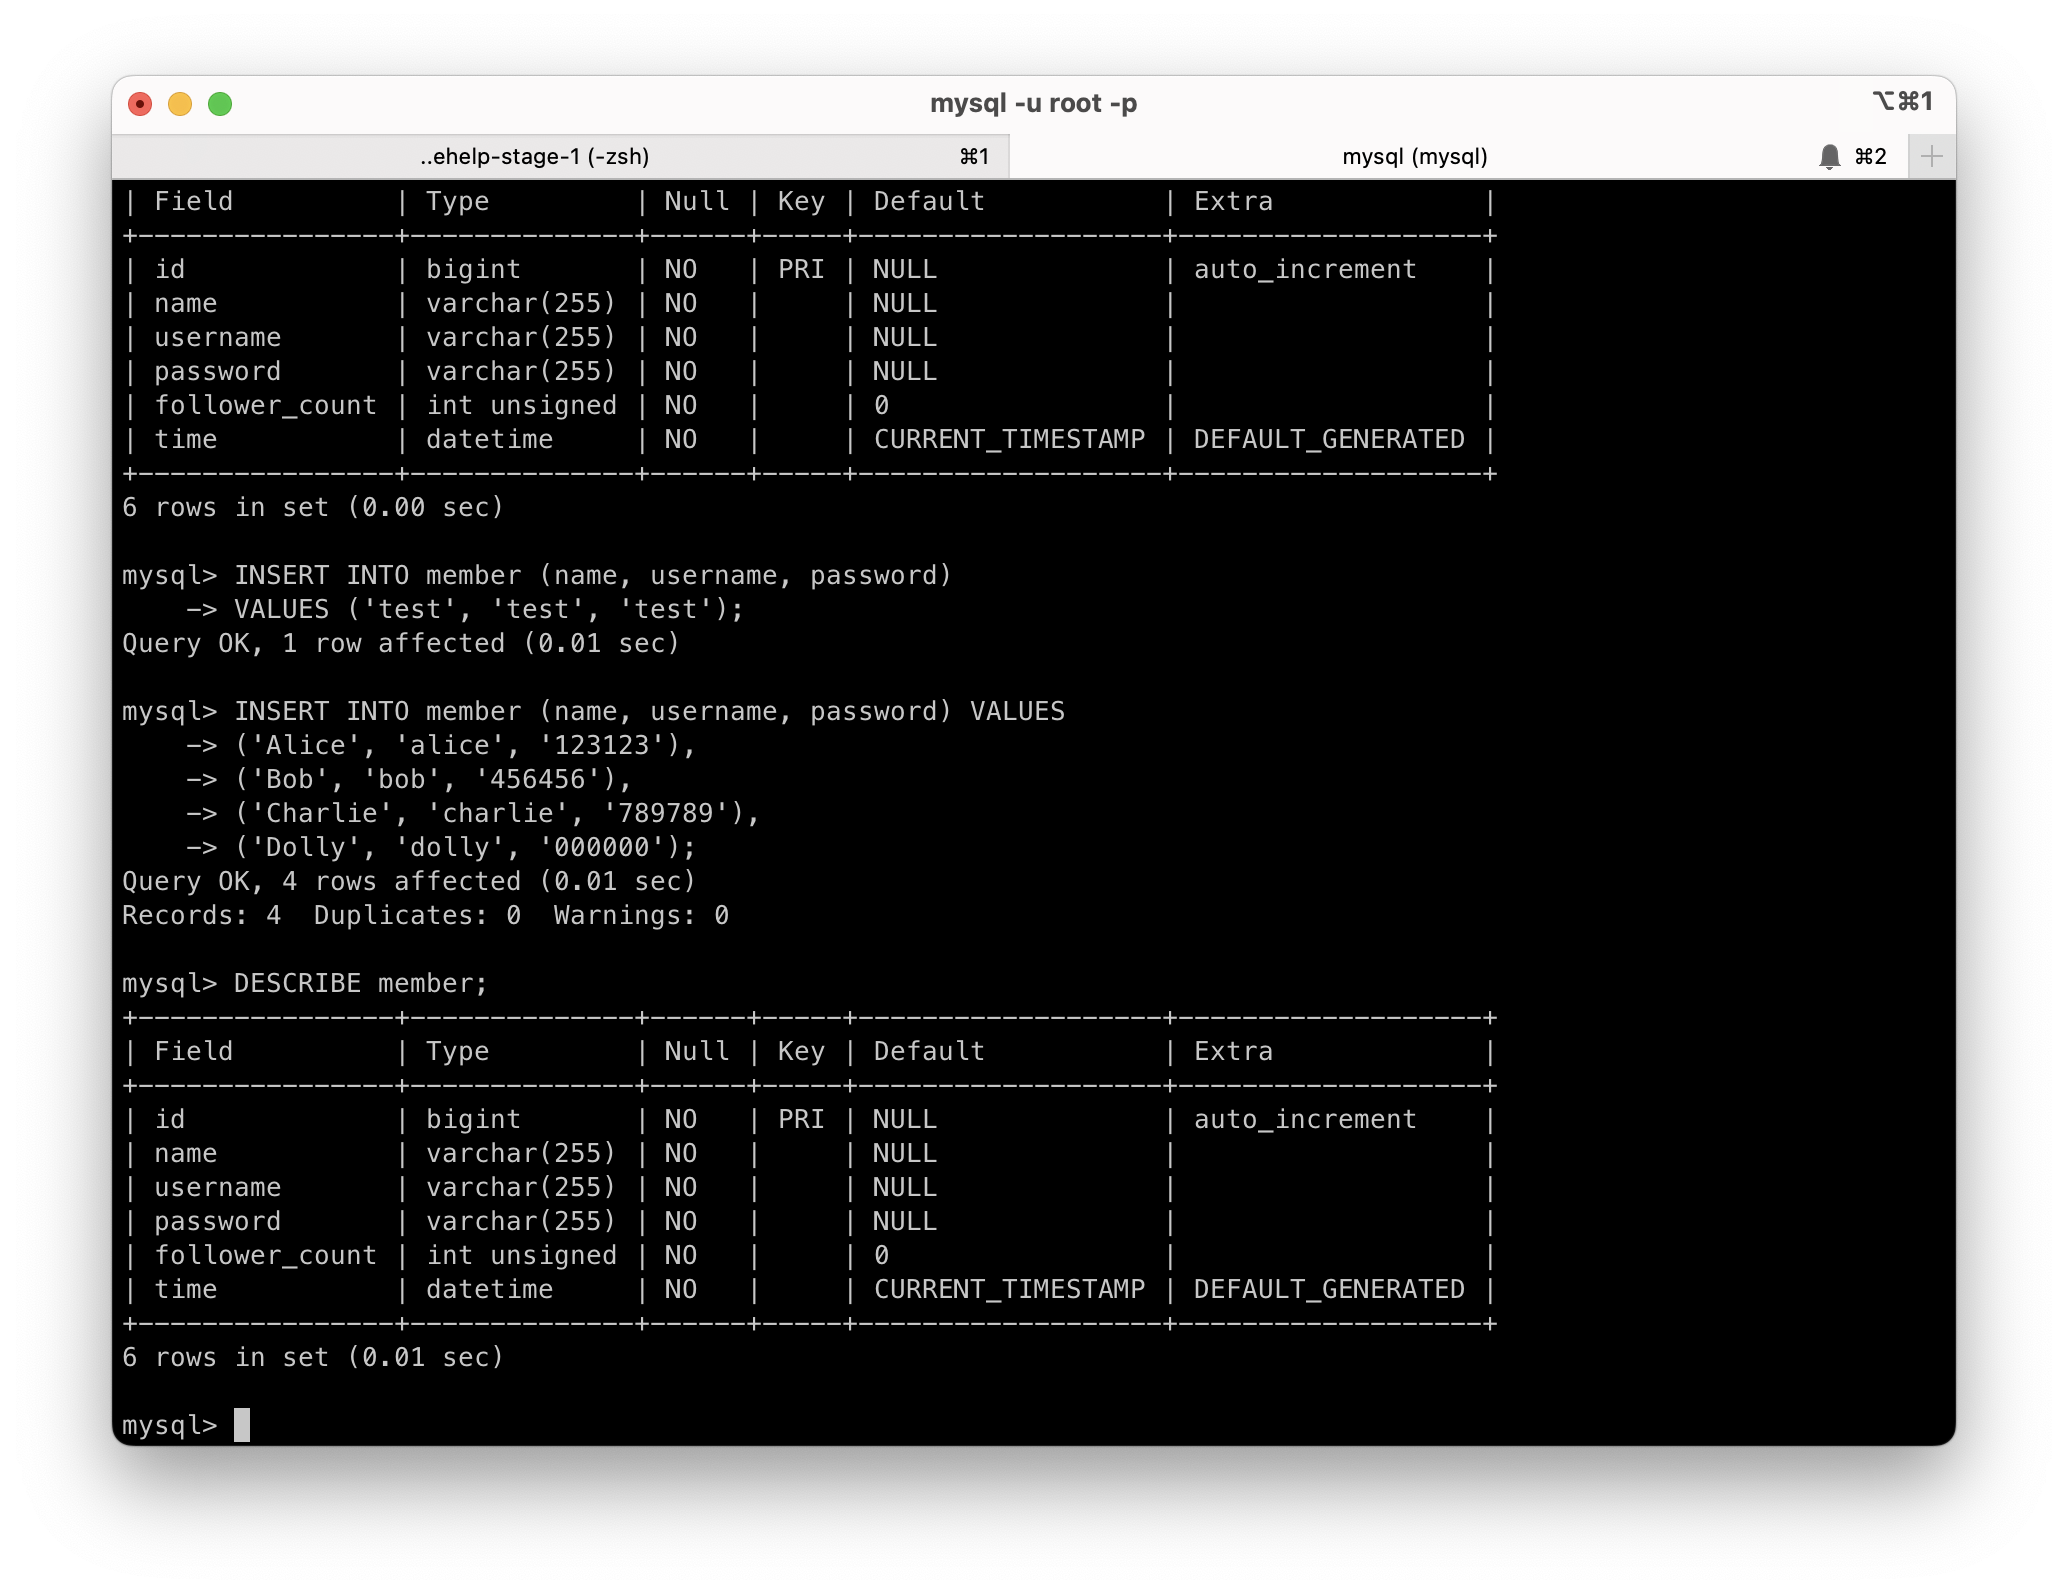 mysql -u root -p
⌥⌘1
..ehelp-stage-1 (-zsh) ⌘1
mysql (mysql) ⌘2
| Field          | Type         | Null | Key | Default           | Extra             |
+----------------+--------------+------+-----+-------------------+-------------------+
| id             | bigint       | NO   | PRI | NULL              | auto_increment    |
| name           | varchar(255) | NO   |     | NULL              |                   |
| username       | varchar(255) | NO   |     | NULL              |                   |
| password       | varchar(255) | NO   |     | NULL              |                   |
| follower_count | int unsigned | NO   |     | 0                 |                   |
| time           | datetime     | NO   |     | CURRENT_TIMESTAMP | DEFAULT_GENERATED |
+----------------+--------------+------+-----+-------------------+-------------------+
6 rows in set (0.00 sec)

mysql> INSERT INTO member (name, username, password)
    -> VALUES ('test', 'test', 'test');
Query OK, 1 row affected (0.01 sec)

mysql> INSERT INTO member (name, username, password) VALUES
    -> ('Alice', 'alice', '123123'),
    -> ('Bob', 'bob', '456456'),
    -> ('Charlie', 'charlie', '789789'),
    -> ('Dolly', 'dolly', '000000');
Query OK, 4 rows affected (0.01 sec)
Records: 4  Duplicates: 0  Warnings: 0

mysql> DESCRIBE member;
+----------------+--------------+------+-----+-------------------+-------------------+
| Field          | Type         | Null | Key | Default           | Extra             |
+----------------+--------------+------+-----+-------------------+-------------------+
| id             | bigint       | NO   | PRI | NULL              | auto_increment    |
| name           | varchar(255) | NO   |     | NULL              |                   |
| username       | varchar(255) | NO   |     | NULL              |                   |
| password       | varchar(255) | NO   |     | NULL              |                   |
| follower_count | int unsigned | NO   |     | 0                 |                   |
| time           | datetime     | NO   |     | CURRENT_TIMESTAMP | DEFAULT_GENERATED |
+----------------+--------------+------+-----+-------------------+-------------------+
6 rows in set (0.01 sec)

mysql>